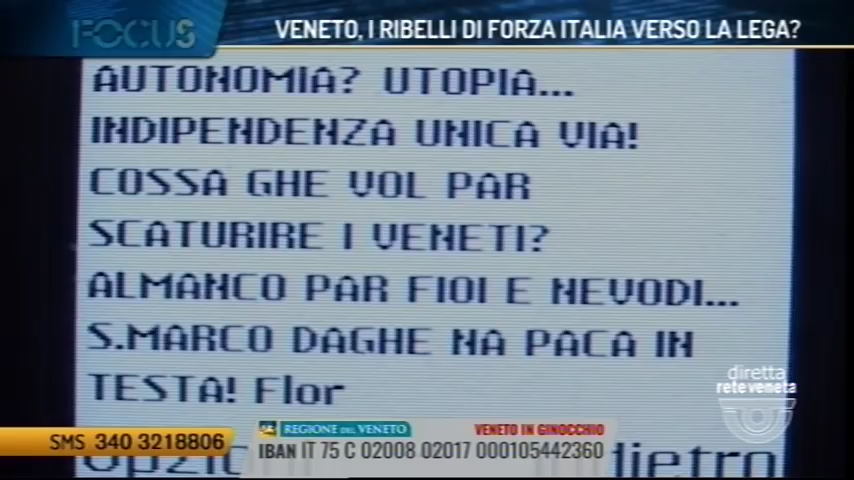 FOCUS
VENETO, I RIBELLI DI FORZA ITALIA VERSO LA LEGA?
AUTONOMIA? UTOPIA...
INDIPENDENZA UNICA VIA!
COSSA GHE VOL PAR
SCATURIRE I VENETI?
ALMANCO PAR FIOI E NEVODI...
S.MARCO DAGHE NA PACA IN
TESTA! Flor
diretta
reteveneta
SMS 340 3218806
REGIONE DEL VENETO
VENETO IN GINOCCHIO
IBAN IT 75 C 02008 02017 000105442360